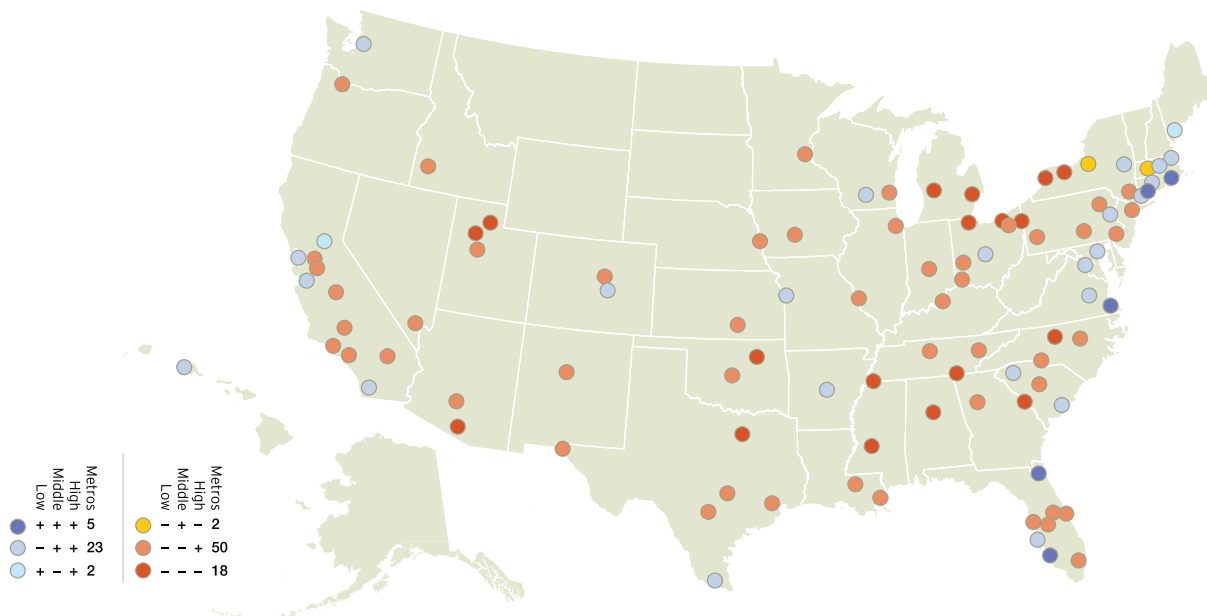 Low Middle High Metros
+ + + 5
− + + 23
+ − + 2
Low Middle High Metros
− + − 2
− − + 50
− − − 18